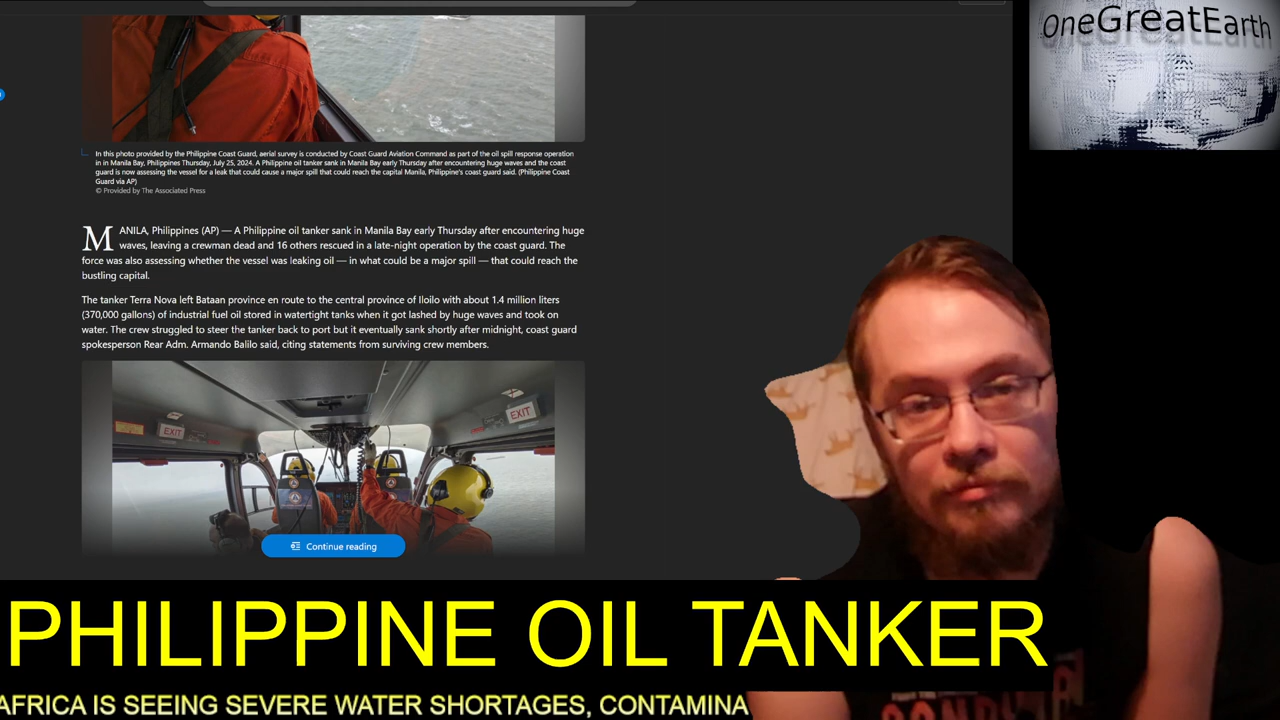 OneGreatEarth
In this photo provided by the Philippine Coast Guard, aerial survey is conducted by Coast Guard Aviation Command as part of the oil spill response operation
in in Manila Bay, Philippines Thursday, July 25, 2024. A Philippine oil tanker sank in Manila Bay early Thursday after encountering huge waves and the coast
guard is now assessing the vessel for a leak that could cause a major spill that could reach the capital Manila, Philippine's coast guard said. (Philippine Coast
Guard via AP)
© Provided by The Associated Press
MANILA, Philippines (AP) — A Philippine oil tanker sank in Manila Bay early Thursday after encountering huge
waves, leaving a crewman dead and 16 others rescued in a late-night operation by the coast guard. The
force was also assessing whether the vessel was leaking oil — in what could be a major spill — that could reach the
bustling capital.
The tanker Terra Nova left Bataan province en route to the central province of Iloilo with about 1.4 million liters
(370,000 gallons) of industrial fuel oil stored in watertight tanks when it got lashed by huge waves and took on
water. The crew struggled to steer the tanker back to port but it eventually sank shortly after midnight, coast guard
spokesperson Rear Adm. Armando Balilo said, citing statements from surviving crew members.
EXIT
EXIT
Continue reading
PHILIPPINE OIL TANKER
AFRICA IS SEEING SEVERE WATER SHORTAGES, CONTAMINA